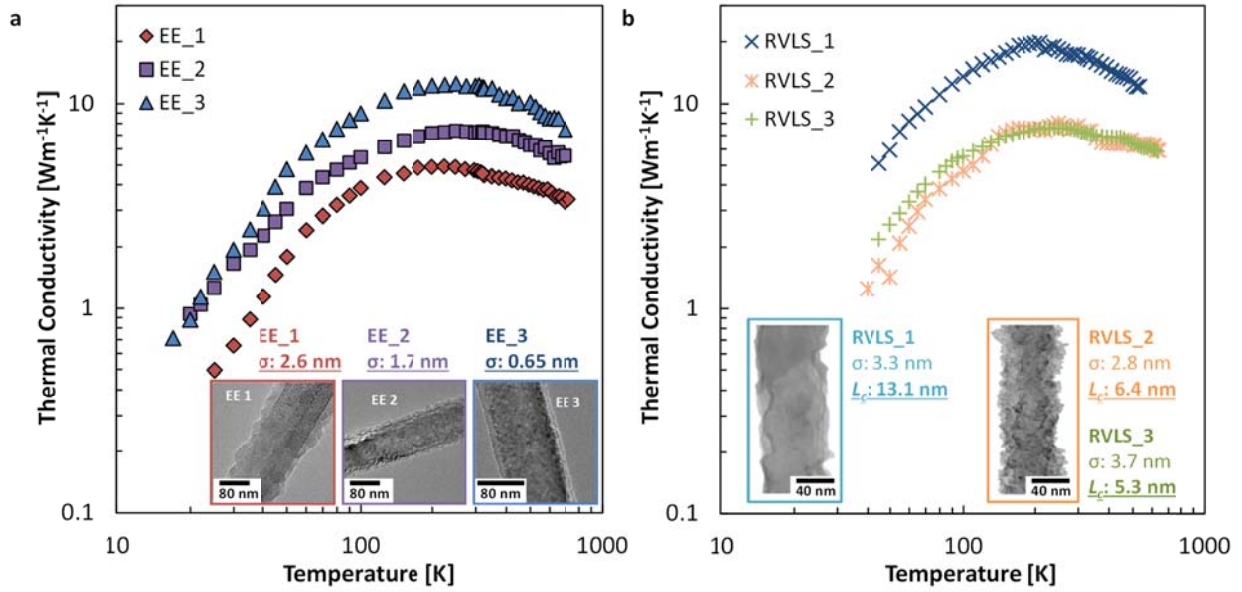 a
Thermal Conductivity [Wm⁻¹K⁻¹]
10
1
0.1
EE_1
EE_2
EE_3
EE_1
σ: 2.6 nm
EE_2
σ: 1.7 nm
EE_3
σ: 0.65 nm
EE 1
80 nm
EE 2
80 nm
EE 3
80 nm
10
100
1000
Temperature [K]
b
Thermal Conductivity [Wm⁻¹K⁻¹]
10
1
0.1
RVLS_1
RVLS_2
RVLS_3
RVLS_1
σ: 3.3 nm
Lc: 13.1 nm
40 nm
RVLS_2
σ: 2.8 nm
Lc: 6.4 nm
RVLS_3
σ: 3.7 nm
Lc: 5.3 nm
40 nm
10
100
1000
Temperature [K]